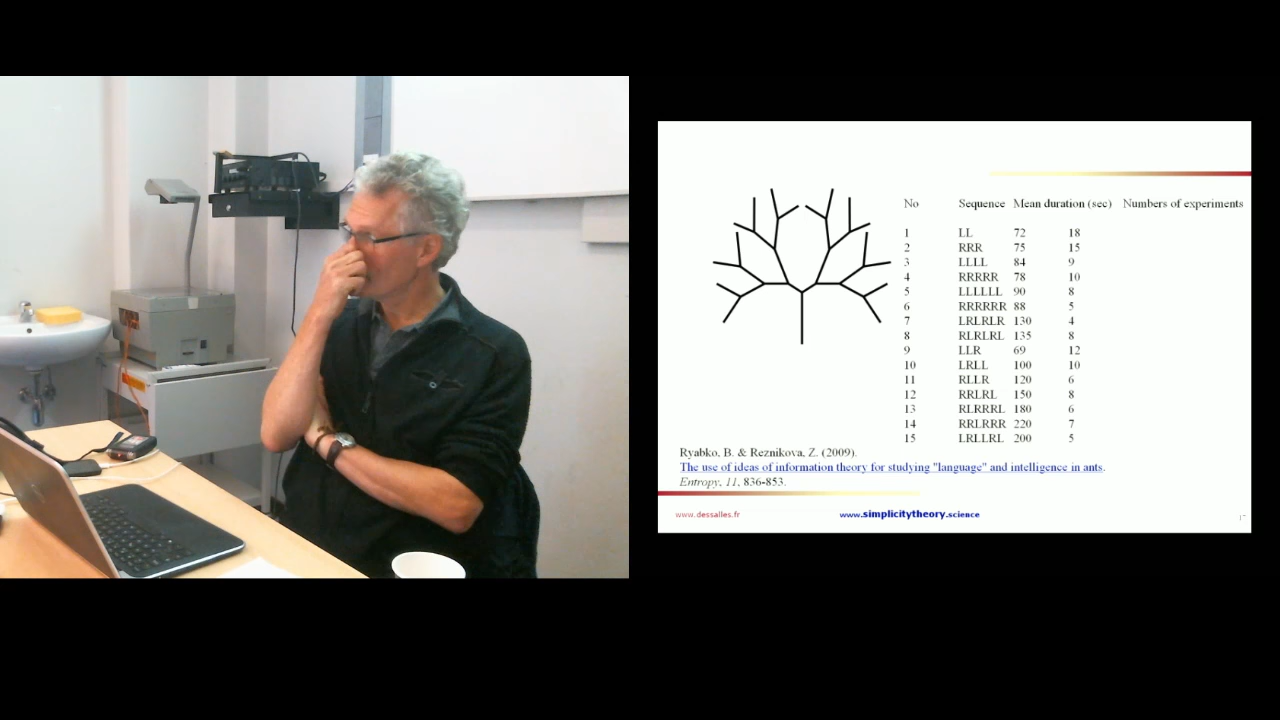 No Sequence Mean duration (sec) Numbers of experiments
1 LL 72 18
2 RRR 75 15
3 LLLL 84 9
4 RRRRR 78 10
5 LLLLLL 90 8
6 RRRRRR 88 5
7 LRLRLR 130 4
8 RLRLRL 135 8
9 LLR 69 12
10 LRLL 100 10
11 RLLR 120 6
12 RRLRL 150 8
13 RLRRRL 180 6
14 RRLRRR 220 7
15 LRLLRL 200 5
Ryabko, B. & Reznikova, Z. (2009).
The use of ideas of information theory for studying "language" and intelligence in ants.
Entropy, 11, 836-853.
www.dessalles.fr www.simplicitytheory.science